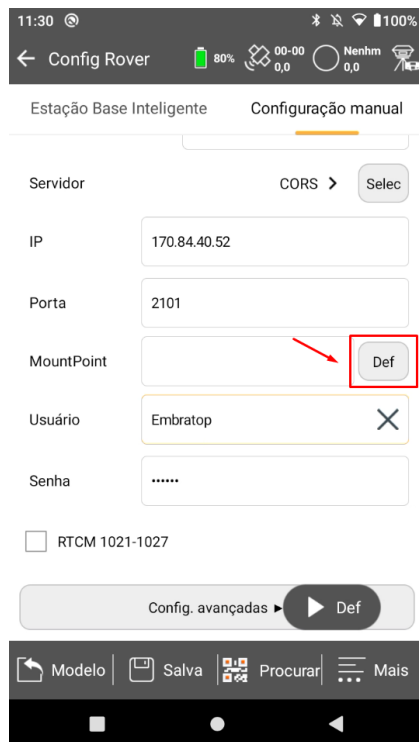 11:30 100%
Config Rover 80% 00-00 0,0 Nenhm 0,0
Estação Base Inteligente Configuração manual
Servidor CORS Selec
IP 170.84.40.52
Porta 2101
MountPoint Def
Usuário Embratop
Senha ••••••
RTCM 1021-1027
Config. avançadas Def
Modelo Salva Procurar Mais